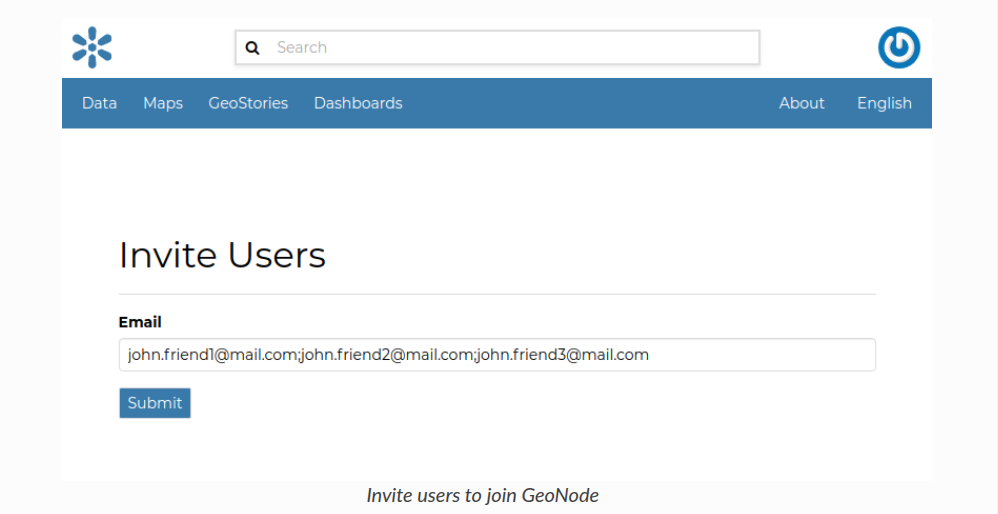 Search
Data Maps GeoStories Dashboards About English
Invite Users
Email
john.friend1@mail.com;john.friend2@mail.com;john.friend3@mail.com
Submit
Invite users to join GeoNode